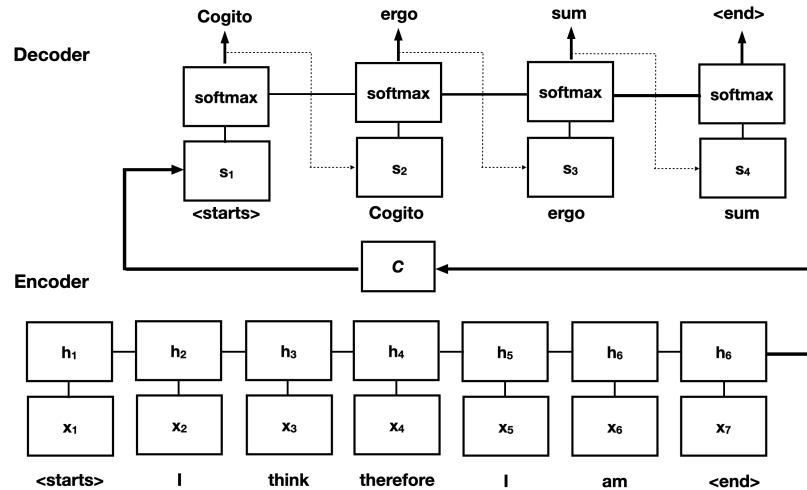 Cogito ergo sum <end>
Decoder
softmax softmax softmax softmax
s₁ s₂ s₃ s₄
<starts> Cogito ergo sum
C
Encoder
h₁ h₂ h₃ h₄ h₅ h₆ h₆
x₁ x₂ x₃ x₄ x₅ x₆ x₇
<starts> I think therefore I am <end>